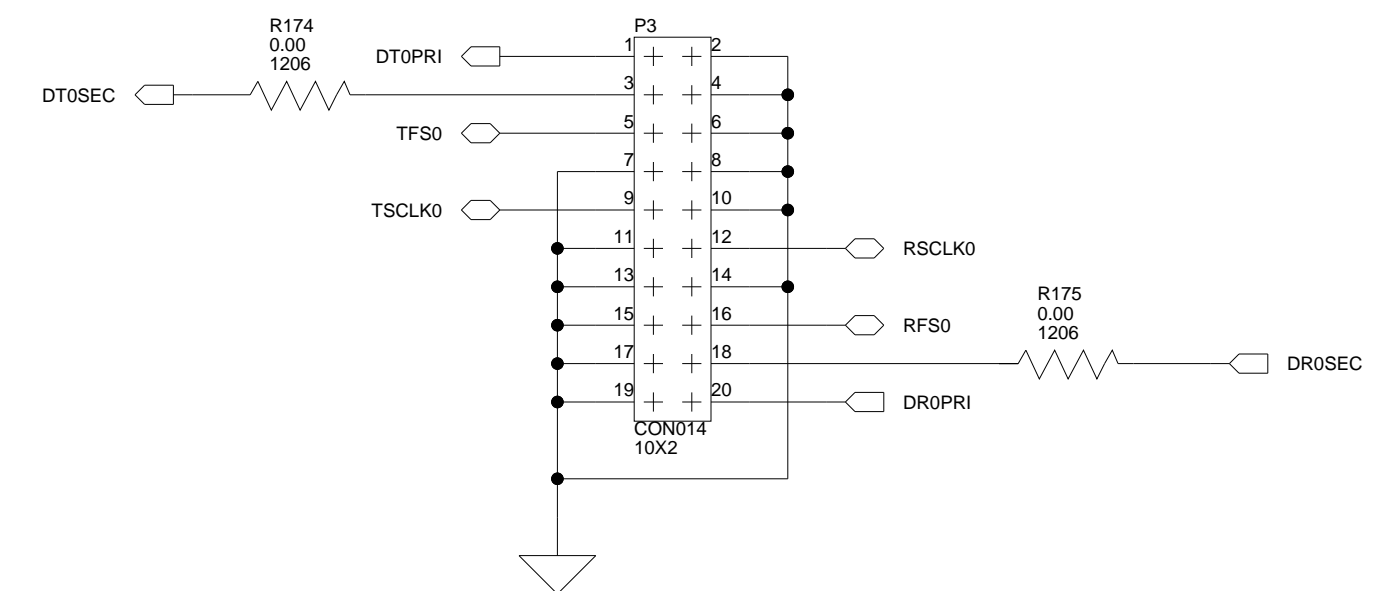 R174
0.00
1206
P3
DT0PRI
1
2
DT0SEC
3
4
TFS0
5
6
7
8
TSCLK0
9
10
11
12
RSCLK0
13
14
R175
0.00
1206
15
16
RFS0
17
18
DR0SEC
19
20
DR0PRI
CON014
10X2